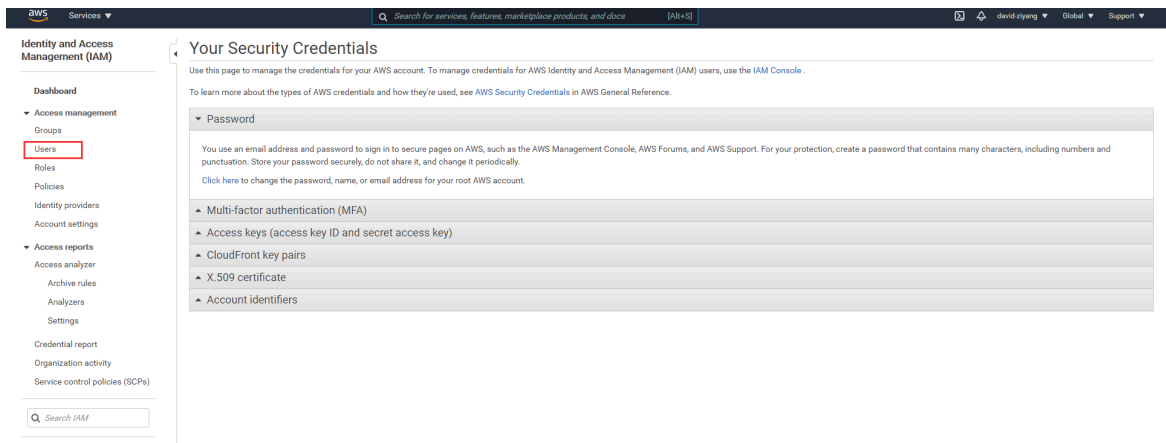 aws Services ▼ Search for services, features, marketplace products, and docs [Alt+S] david-ziyang ▼ Global ▼ Support ▼
Identity and Access
Management (IAM)
Dashboard
Access management
Groups
Users
Roles
Policies
Identity providers
Account settings
Access reports
Access analyzer
Archive rules
Analyzers
Settings
Credential report
Organization activity
Service control policies (SCPs)
Search IAM
Your Security Credentials
Use this page to manage the credentials for your AWS account. To manage credentials for AWS Identity and Access Management (IAM) users, use the IAM Console .
To learn more about the types of AWS credentials and how they're used, see AWS Security Credentials in AWS General Reference.
Password
You use an email address and password to sign in to secure pages on AWS, such as the AWS Management Console, AWS Forums, and AWS Support. For your protection, create a password that contains many characters, including numbers and
punctuation. Store your password securely, do not share it, and change it periodically.
Click here to change the password, name, or email address for your root AWS account.
Multi-factor authentication (MFA)
Access keys (access key ID and secret access key)
CloudFront key pairs
X.509 certificate
Account identifiers